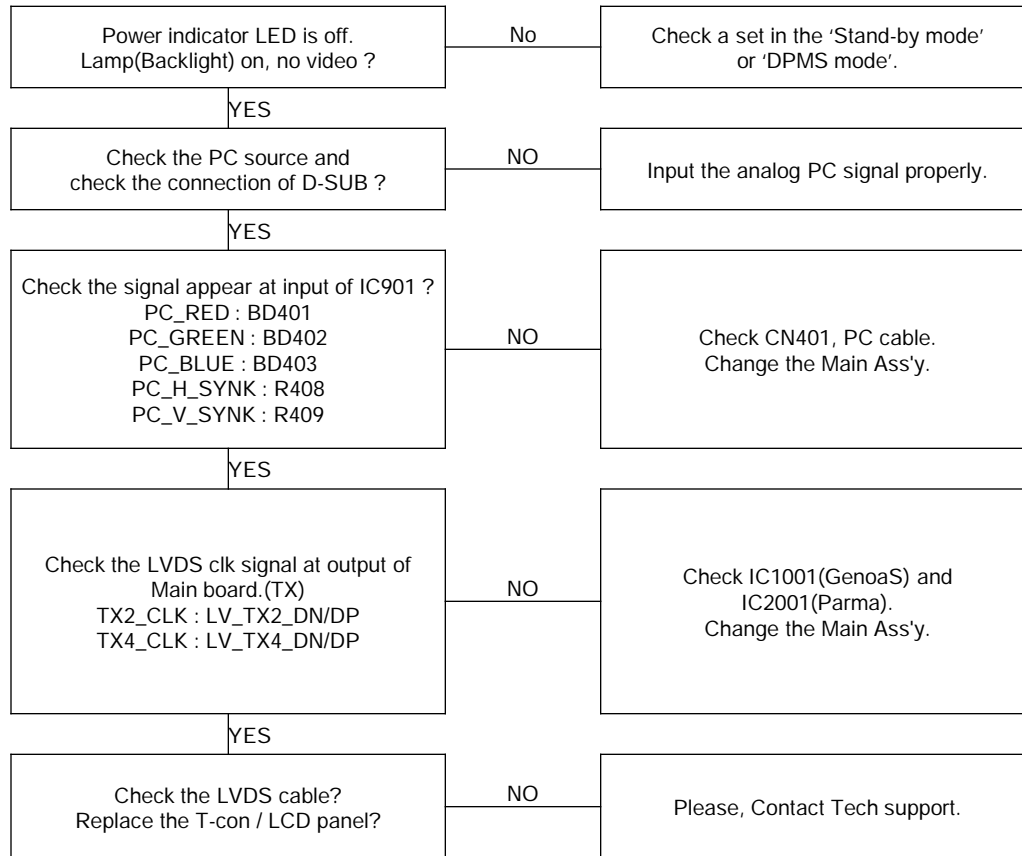 Power indicator LED is off.
Lamp(Backlight) on, no video ?
No
Check a set in the ‘Stand-by mode’
or ‘DPMS mode’.
YES
Check the PC source and
check the connection of D-SUB ?
NO
Input the analog PC signal properly.
YES
Check the signal appear at input of IC901 ?
PC_RED : BD401
PC_GREEN : BD402
PC_BLUE : BD403
PC_H_SYNK : R408
PC_V_SYNK : R409
NO
Check CN401, PC cable.
Change the Main Ass'y.
YES
Check the LVDS clk signal at output of
Main board.(TX)
TX2_CLK : LV_TX2_DN/DP
TX4_CLK : LV_TX4_DN/DP
NO
Check IC1001(GenoaS) and
IC2001(Parma).
Change the Main Ass'y.
YES
Check the LVDS cable?
Replace the T-con / LCD panel?
NO
Please, Contact Tech support.